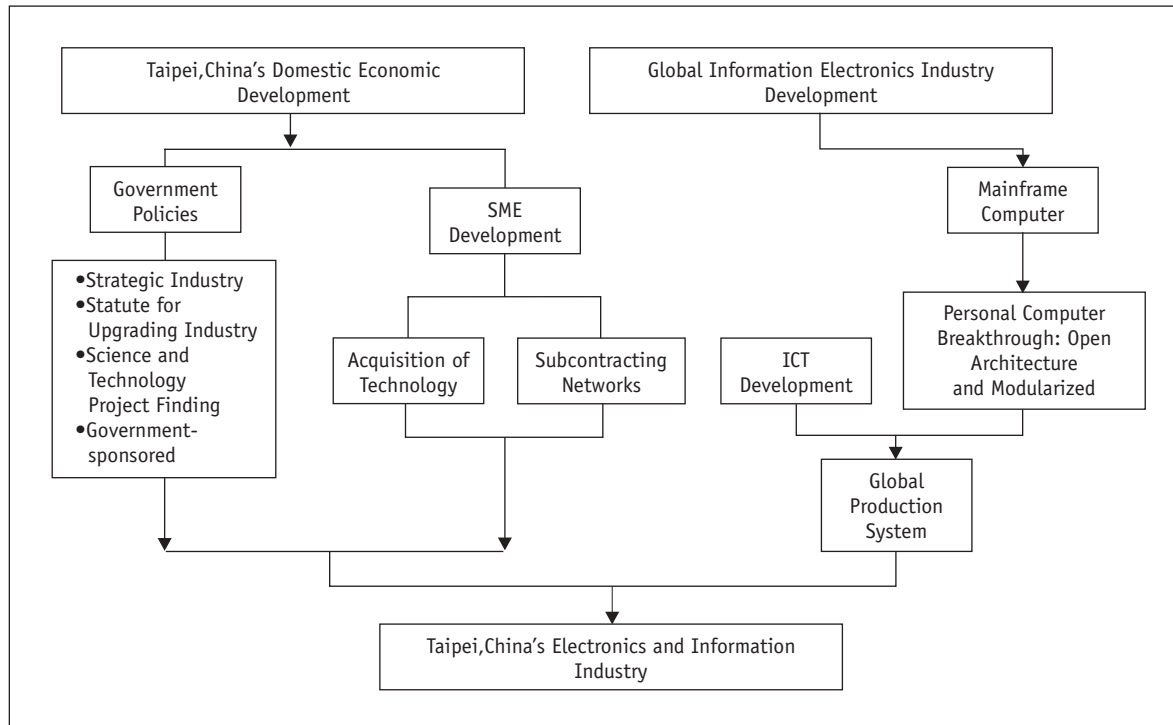 Taipei,China’s Domestic Economic
Development
Global Information Electronics Industry
Development
Government
Policies
SME
Development
Mainframe
Computer
•Strategic Industry
•Statute for
Upgrading Industry
•Science and
Technology
Project Finding
•Government-
sponsored
Acquisition of
Technology
Subcontracting
Networks
ICT
Development
Personal Computer
Breakthrough: Open
Architecture
and Modularized
Global
Production
System
Taipei,China’s Electronics and Information
Industry